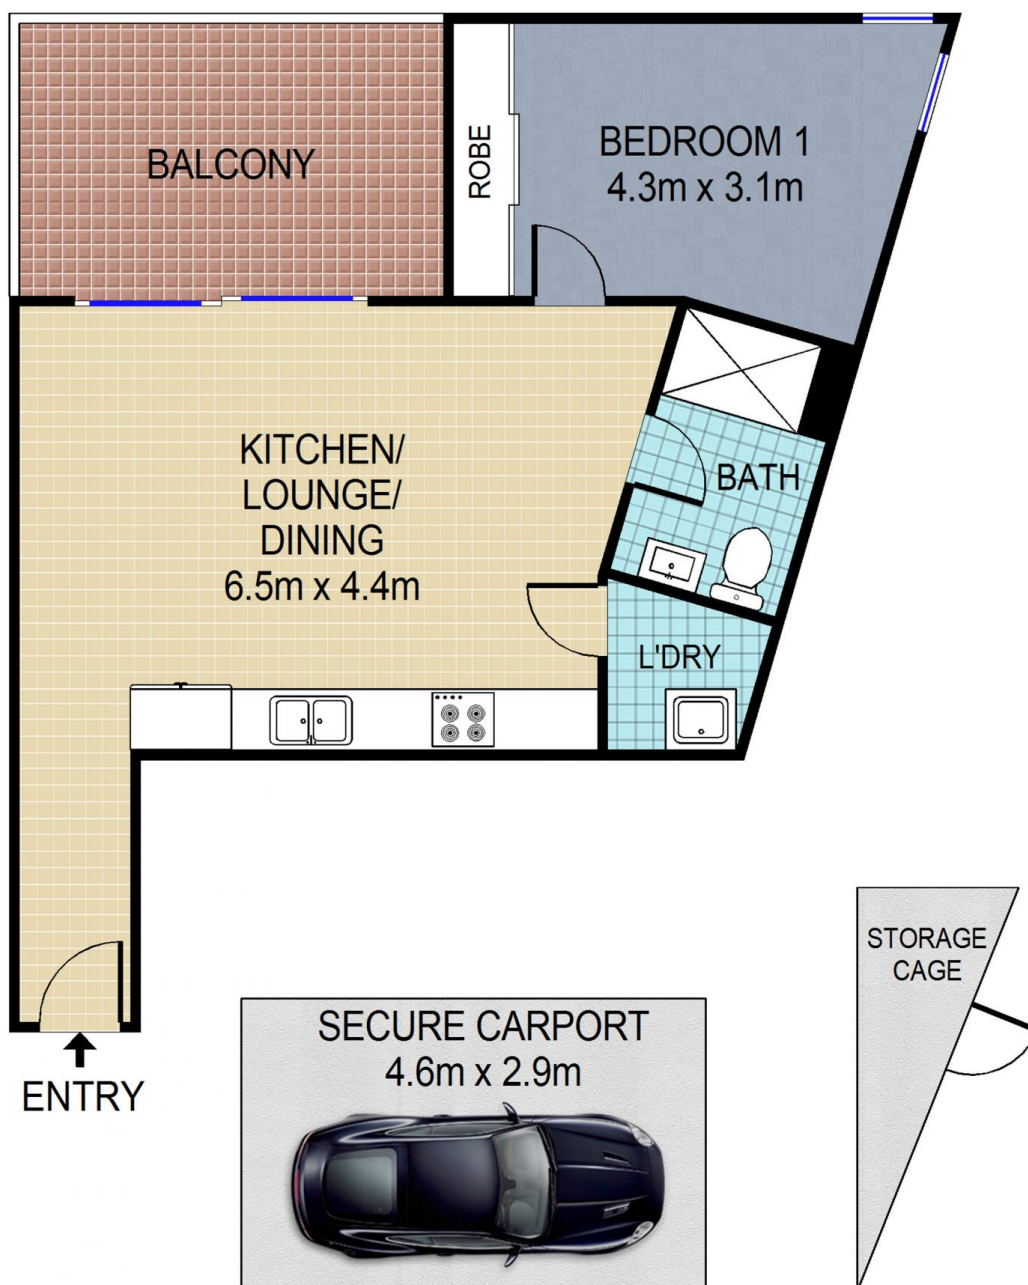 BALCONY
ROBE
BEDROOM 1
4.3m x 3.1m
KITCHEN/
LOUNGE/
DINING
6.5m x 4.4m
BATH
L'DRY
STORAGE
CAGE
SECURE CARPORT
4.6m x 2.9m
ENTRY